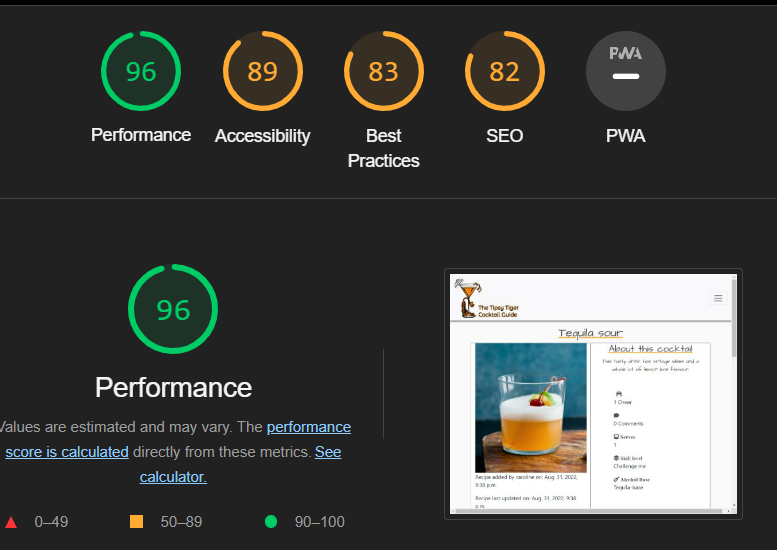 96
89
83
82
PWA
Performance
Accessibility
Best
Practices
SEO
PWA
96
Performance
Values are estimated and may vary. The performance
score is calculated directly from these metrics. See
calculator.
0–49
50–89
90–100
The Tipsy Tiger
Cocktail Guide
Tequila sour
About this cocktail
This tasty drink has vintage vibes and a
whole lot of lemon lime flavour
1 Cheer
0 Comments
Serves
1
Skill level
Challenge me
Alcohol Base
Tequila-base
Recipe added by caroline on: Aug. 31, 2022,
9:38 p.m.
Recipe last updated on: Aug. 31, 2022, 9:38
p.m.